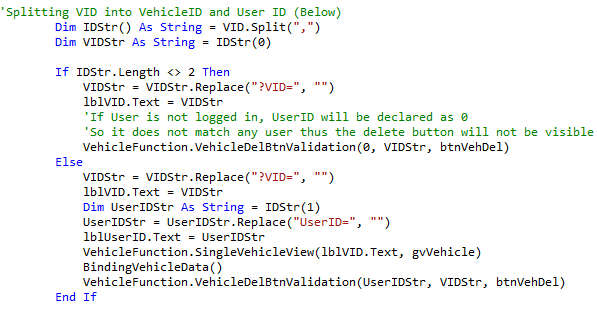 'Splitting VID into VehicleID and User ID (Below)
Dim IDStr() As String = VID.Split(",")
Dim VIDStr As String = IDStr(0)
If IDStr.Length <> 2 Then
VIDStr = VIDStr.Replace("?VID=", "")
lblVID.Text = VIDStr
'If User is not logged in, UserID will be declared as 0
'So it does not match any user thus the delete button will not be visible
VehicleFunction.VehicleDelBtnValidation(0, VIDStr, btnVehDel)
Else
VIDStr = VIDStr.Replace("?VID=", "")
lblVID.Text = VIDStr
Dim UserIDStr As String = IDStr(1)
UserIDStr = UserIDStr.Replace("UserID=", "")
lblUserID.Text = UserIDStr
VehicleFunction.SingleVehicleView(lblVID.Text, gvVehicle)
BindingVehicleData()
VehicleFunction.VehicleDelBtnValidation(UserIDStr, VIDStr, btnVehDel)
End If